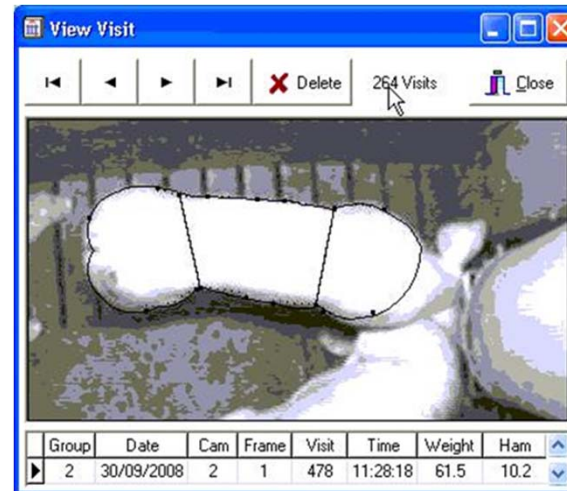 View Visit
Delete 264 Visits Close
Group Date Cam Frame Visit Time Weight Ham
2 30/09/2008 2 1 478 11:28:18 61.5 10.2